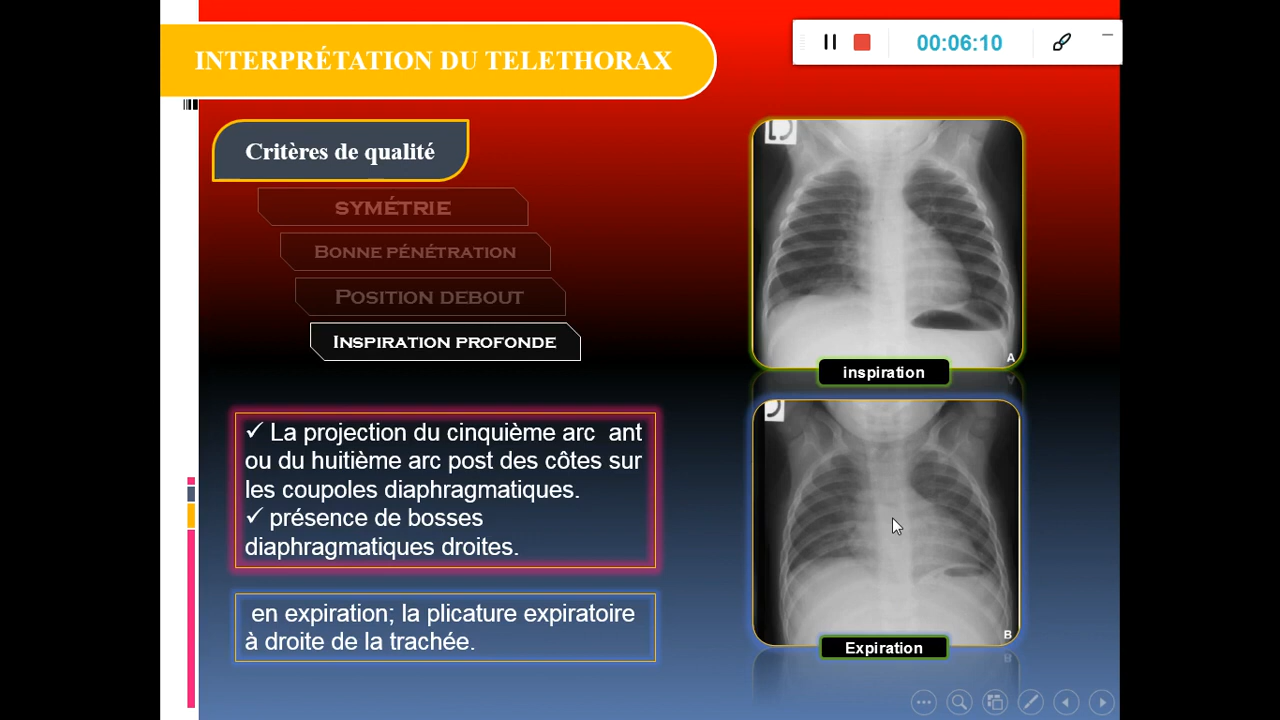 INTERPRÉTATION DU TELETHORAX
00:06:10
Critères de qualité
SYMÉTRIE
BONNE PÉNÉTRATION
POSITION DEBOUT
INSPIRATION PROFONDE
A
inspiration
✓ La projection du cinquième arc ant
ou du huitième arc post des côtes sur
les coupoles diaphragmatiques.
✓ présence de bosses
diaphragmatiques droites.
en expiration; la plicature expiratoire
à droite de la trachée.
B
Expiration